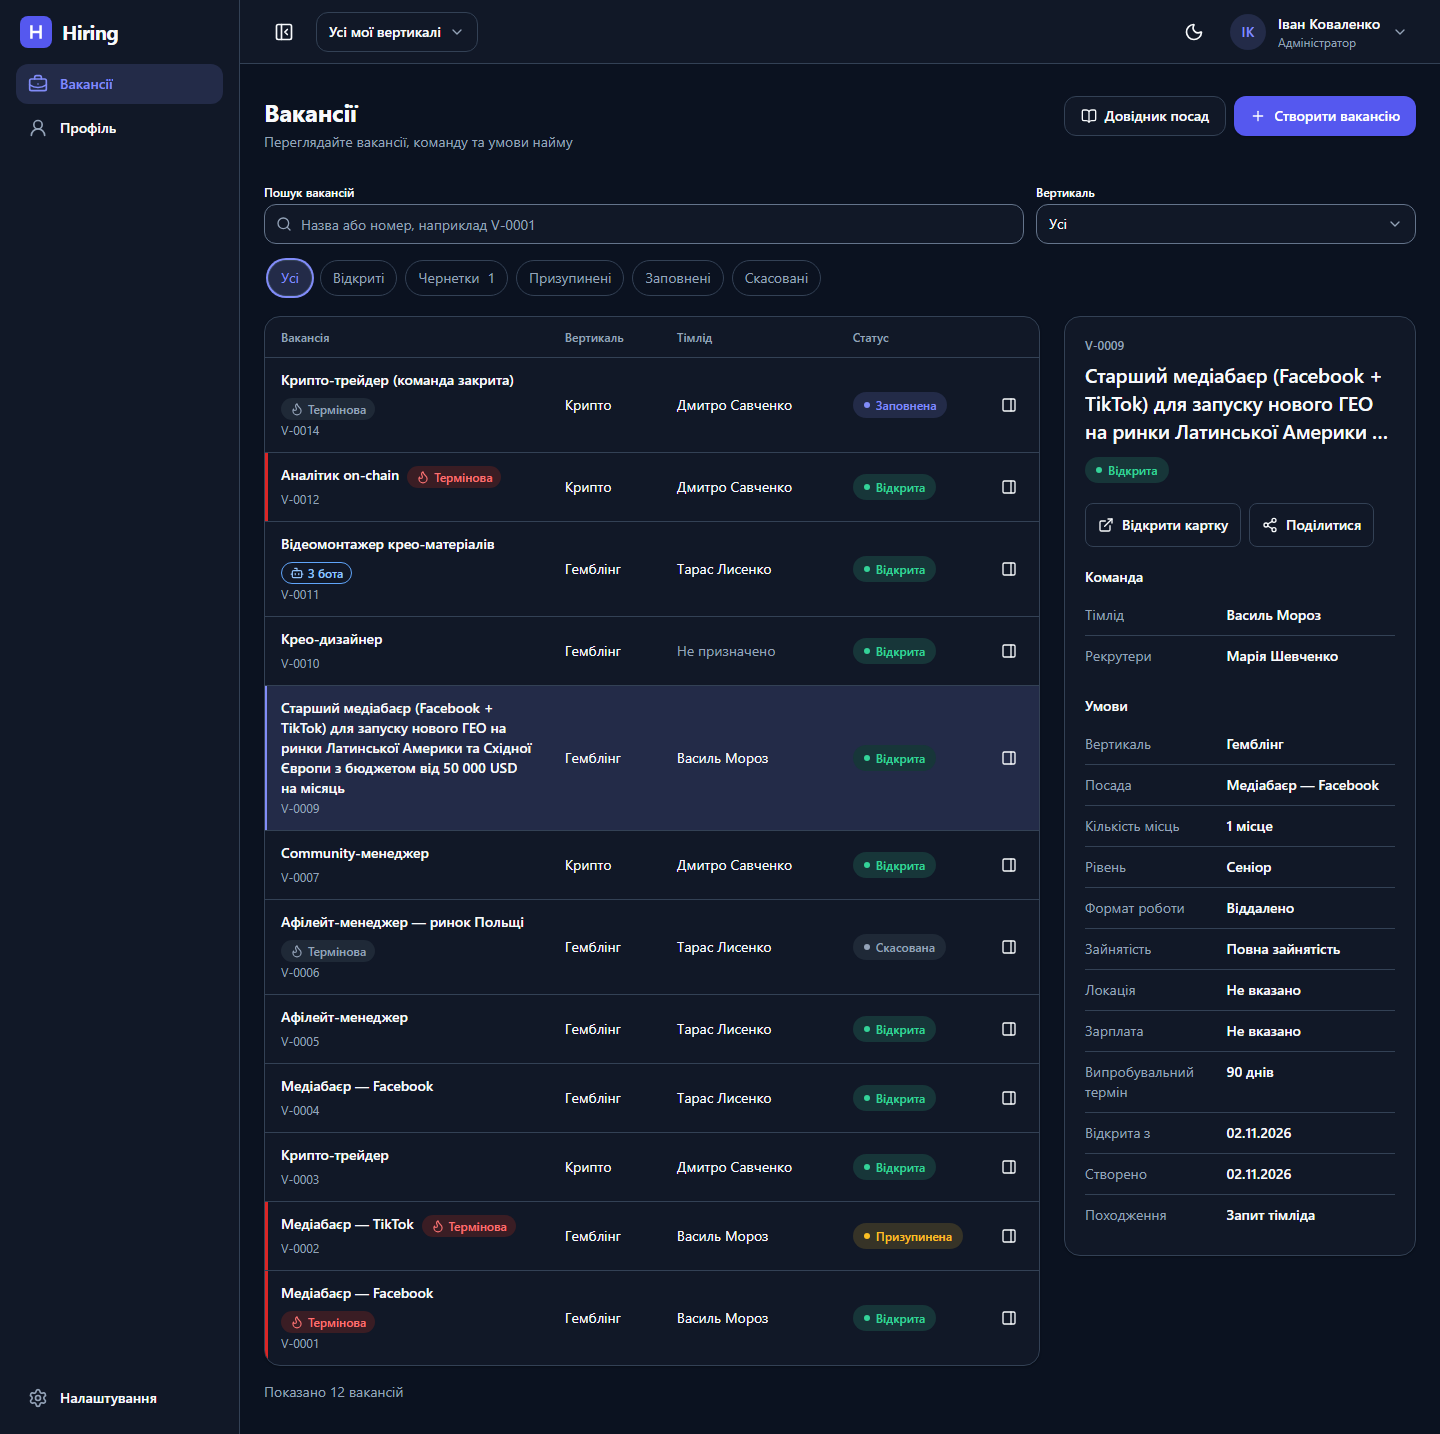 H Hiring
Вакансії
Профіль
Налаштування
Усі мої вертикалі
ІК
Іван Коваленко
Адміністратор
Вакансії
Переглядайте вакансії, команду та умови найму
Довідник посад
Створити вакансію
Пошук вакансій
Назва або номер, наприклад V-0001
Вертикаль
Усі
Усі Відкриті Чернетки 1 Призупинені Заповнені Скасовані
Вакансія Вертикаль Тімлід Статус
Крипто-трейдер (команда закрита)
Термінова
V-0014
Крипто Дмитро Савченко Заповнена
Аналітик on-chain Термінова
V-0012
Крипто Дмитро Савченко Відкрита
Відеомонтажер крео-матеріалів
З бота
V-0011
Гемблінг Тарас Лисенко Відкрита
Крео-дизайнер
V-0010
Гемблінг Не призначено Відкрита
Старший медіабаєр (Facebook +
TikTok) для запуску нового ГЕО на
ринки Латинської Америки та Східної
Європи з бюджетом від 50 000 USD
на місяць
V-0009
Гемблінг Василь Мороз Відкрита
Community-менеджер
V-0007
Крипто Дмитро Савченко Відкрита
Афілейт-менеджер — ринок Польщі
Термінова
V-0006
Гемблінг Тарас Лисенко Скасована
Афілейт-менеджер
V-0005
Гемблінг Тарас Лисенко Відкрита
Медіабаєр — Facebook
V-0004
Гемблінг Тарас Лисенко Відкрита
Крипто-трейдер
V-0003
Крипто Дмитро Савченко Відкрита
Медіабаєр — TikTok Термінова
V-0002
Гемблінг Василь Мороз Призупинена
Медіабаєр — Facebook
Термінова
V-0001
Гемблінг Василь Мороз Відкрита
Показано 12 вакансій
V-0009
Старший медіабаєр (Facebook +
TikTok) для запуску нового ГЕО
на ринки Латинської Америки ...
Відкрита
Відкрити картку Поділитися
Команда
Тімлід Василь Мороз
Рекрутери Марія Шевченко
Умови
Вертикаль Гемблінг
Посада Медіабаєр — Facebook
Кількість місць 1 місце
Рівень Сеніор
Формат роботи Віддалено
Зайнятість Повна зайнятість
Локація Не вказано
Зарплата Не вказано
Випробувальний термін 90 днів
Відкрита з 02.11.2026
Створено 02.11.2026
Походження Запит тімліда